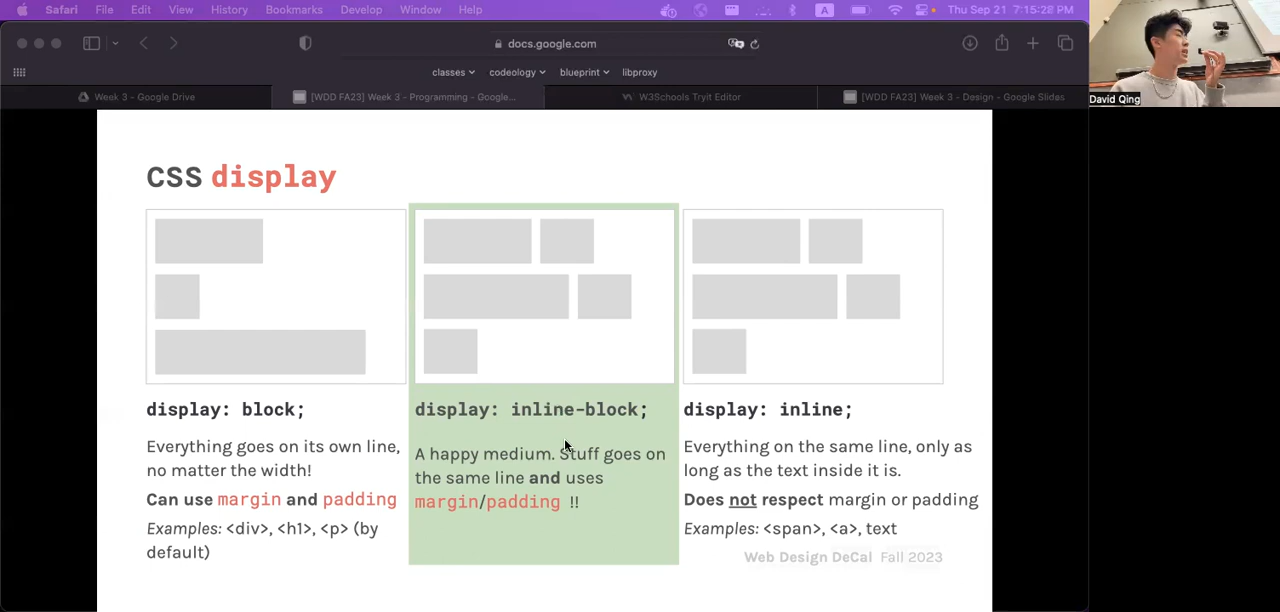 Safari File Edit View History Bookmarks Develop Window Help A Thu Sep 21 7:15:28 PM
docs.google.com
classes codeology blueprint libproxy
Week 3 - Google Drive [WDD FA23] Week 3 - Programming - Google... W3Schools Tryit Editor [WDD FA23] Week 3 - Design - Google Slides
David Qing
CSS display
display: block;
Everything goes on its own line,
no matter the width!
Can use margin and padding
Examples: <div>, <h1>, <p> (by
default)
display: inline-block;
A happy medium. Stuff goes on
the same line and uses
margin/padding !!
display: inline;
Everything on the same line, only as
long as the text inside it is.
Does not respect margin or padding
Examples: <span>, <a>, text
Web Design DeCal Fall 2023